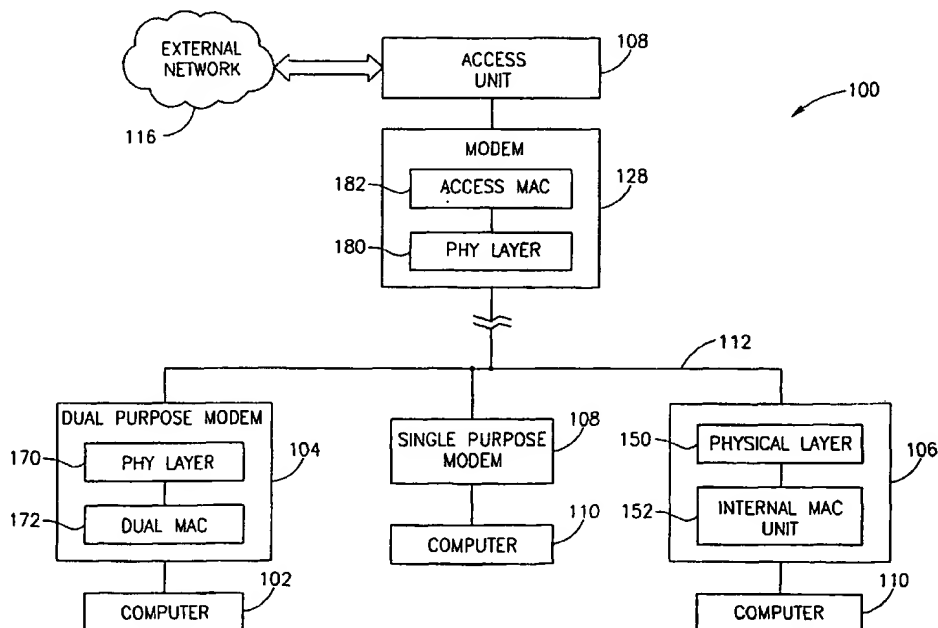 EXTERNAL
NETWORK
116
ACCESS
UNIT
108
100
MODEM
128
182
ACCESS MAC
180
PHY LAYER
112
DUAL PURPOSE MODEM
170
PHY LAYER
104
172
DUAL MAC
102
COMPUTER
SINGLE PURPOSE
MODEM
108
110
COMPUTER
150
PHYSICAL LAYER
106
152
INTERNAL MAC
UNIT
COMPUTER
110